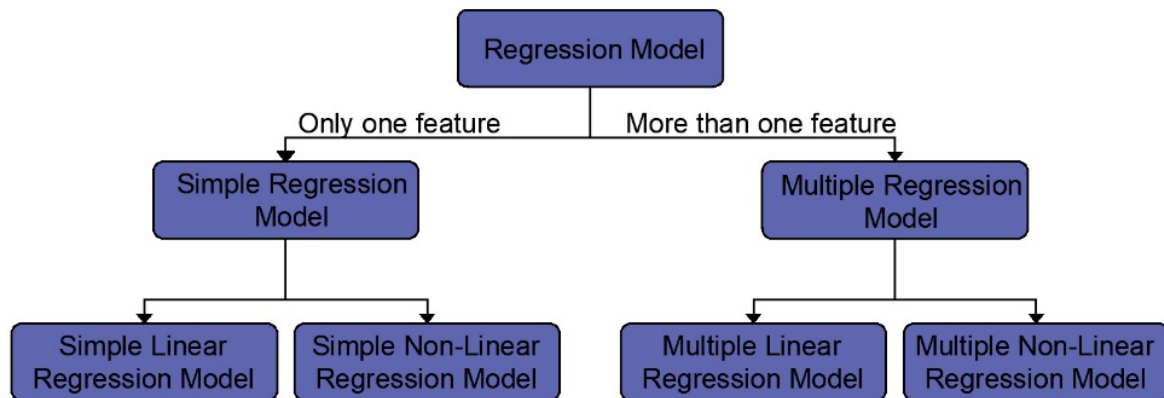 Regression Model
Only one feature
More than one feature
Simple Regression
Model
Multiple Regression
Model
Simple Linear
Regression Model
Simple Non-Linear
Regression Model
Multiple Linear
Regression Model
Multiple Non-Linear
Regression Model